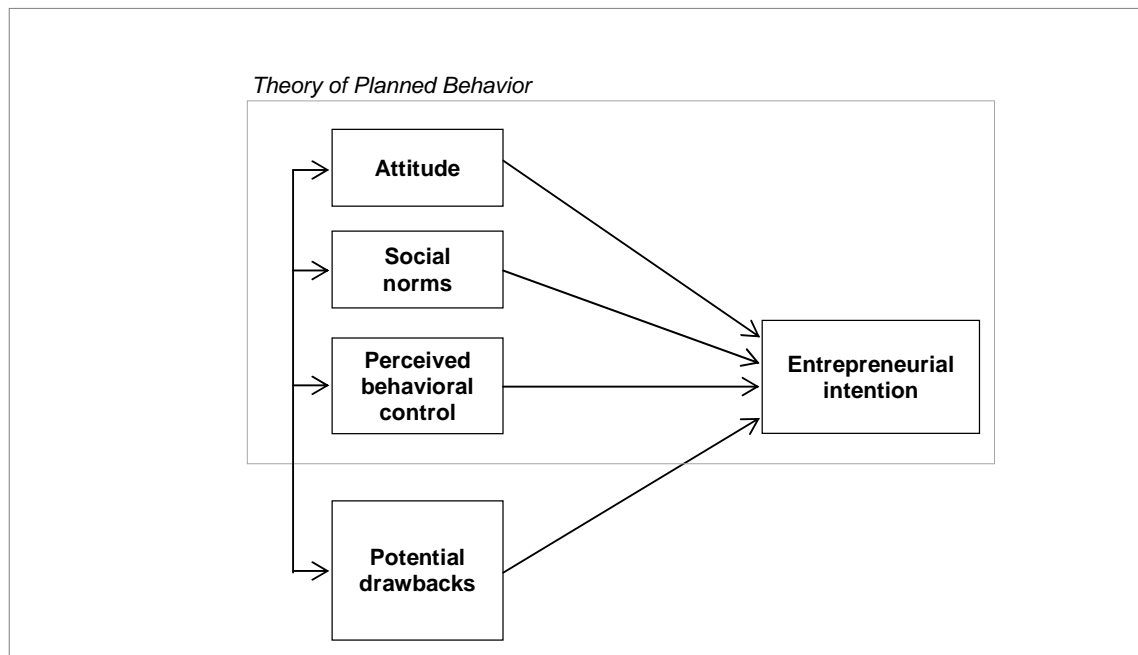 Theory of Planned Behavior
Attitude
Social
norms
Perceived
behavioral
control
Entrepreneurial
intention
Potential
drawbacks